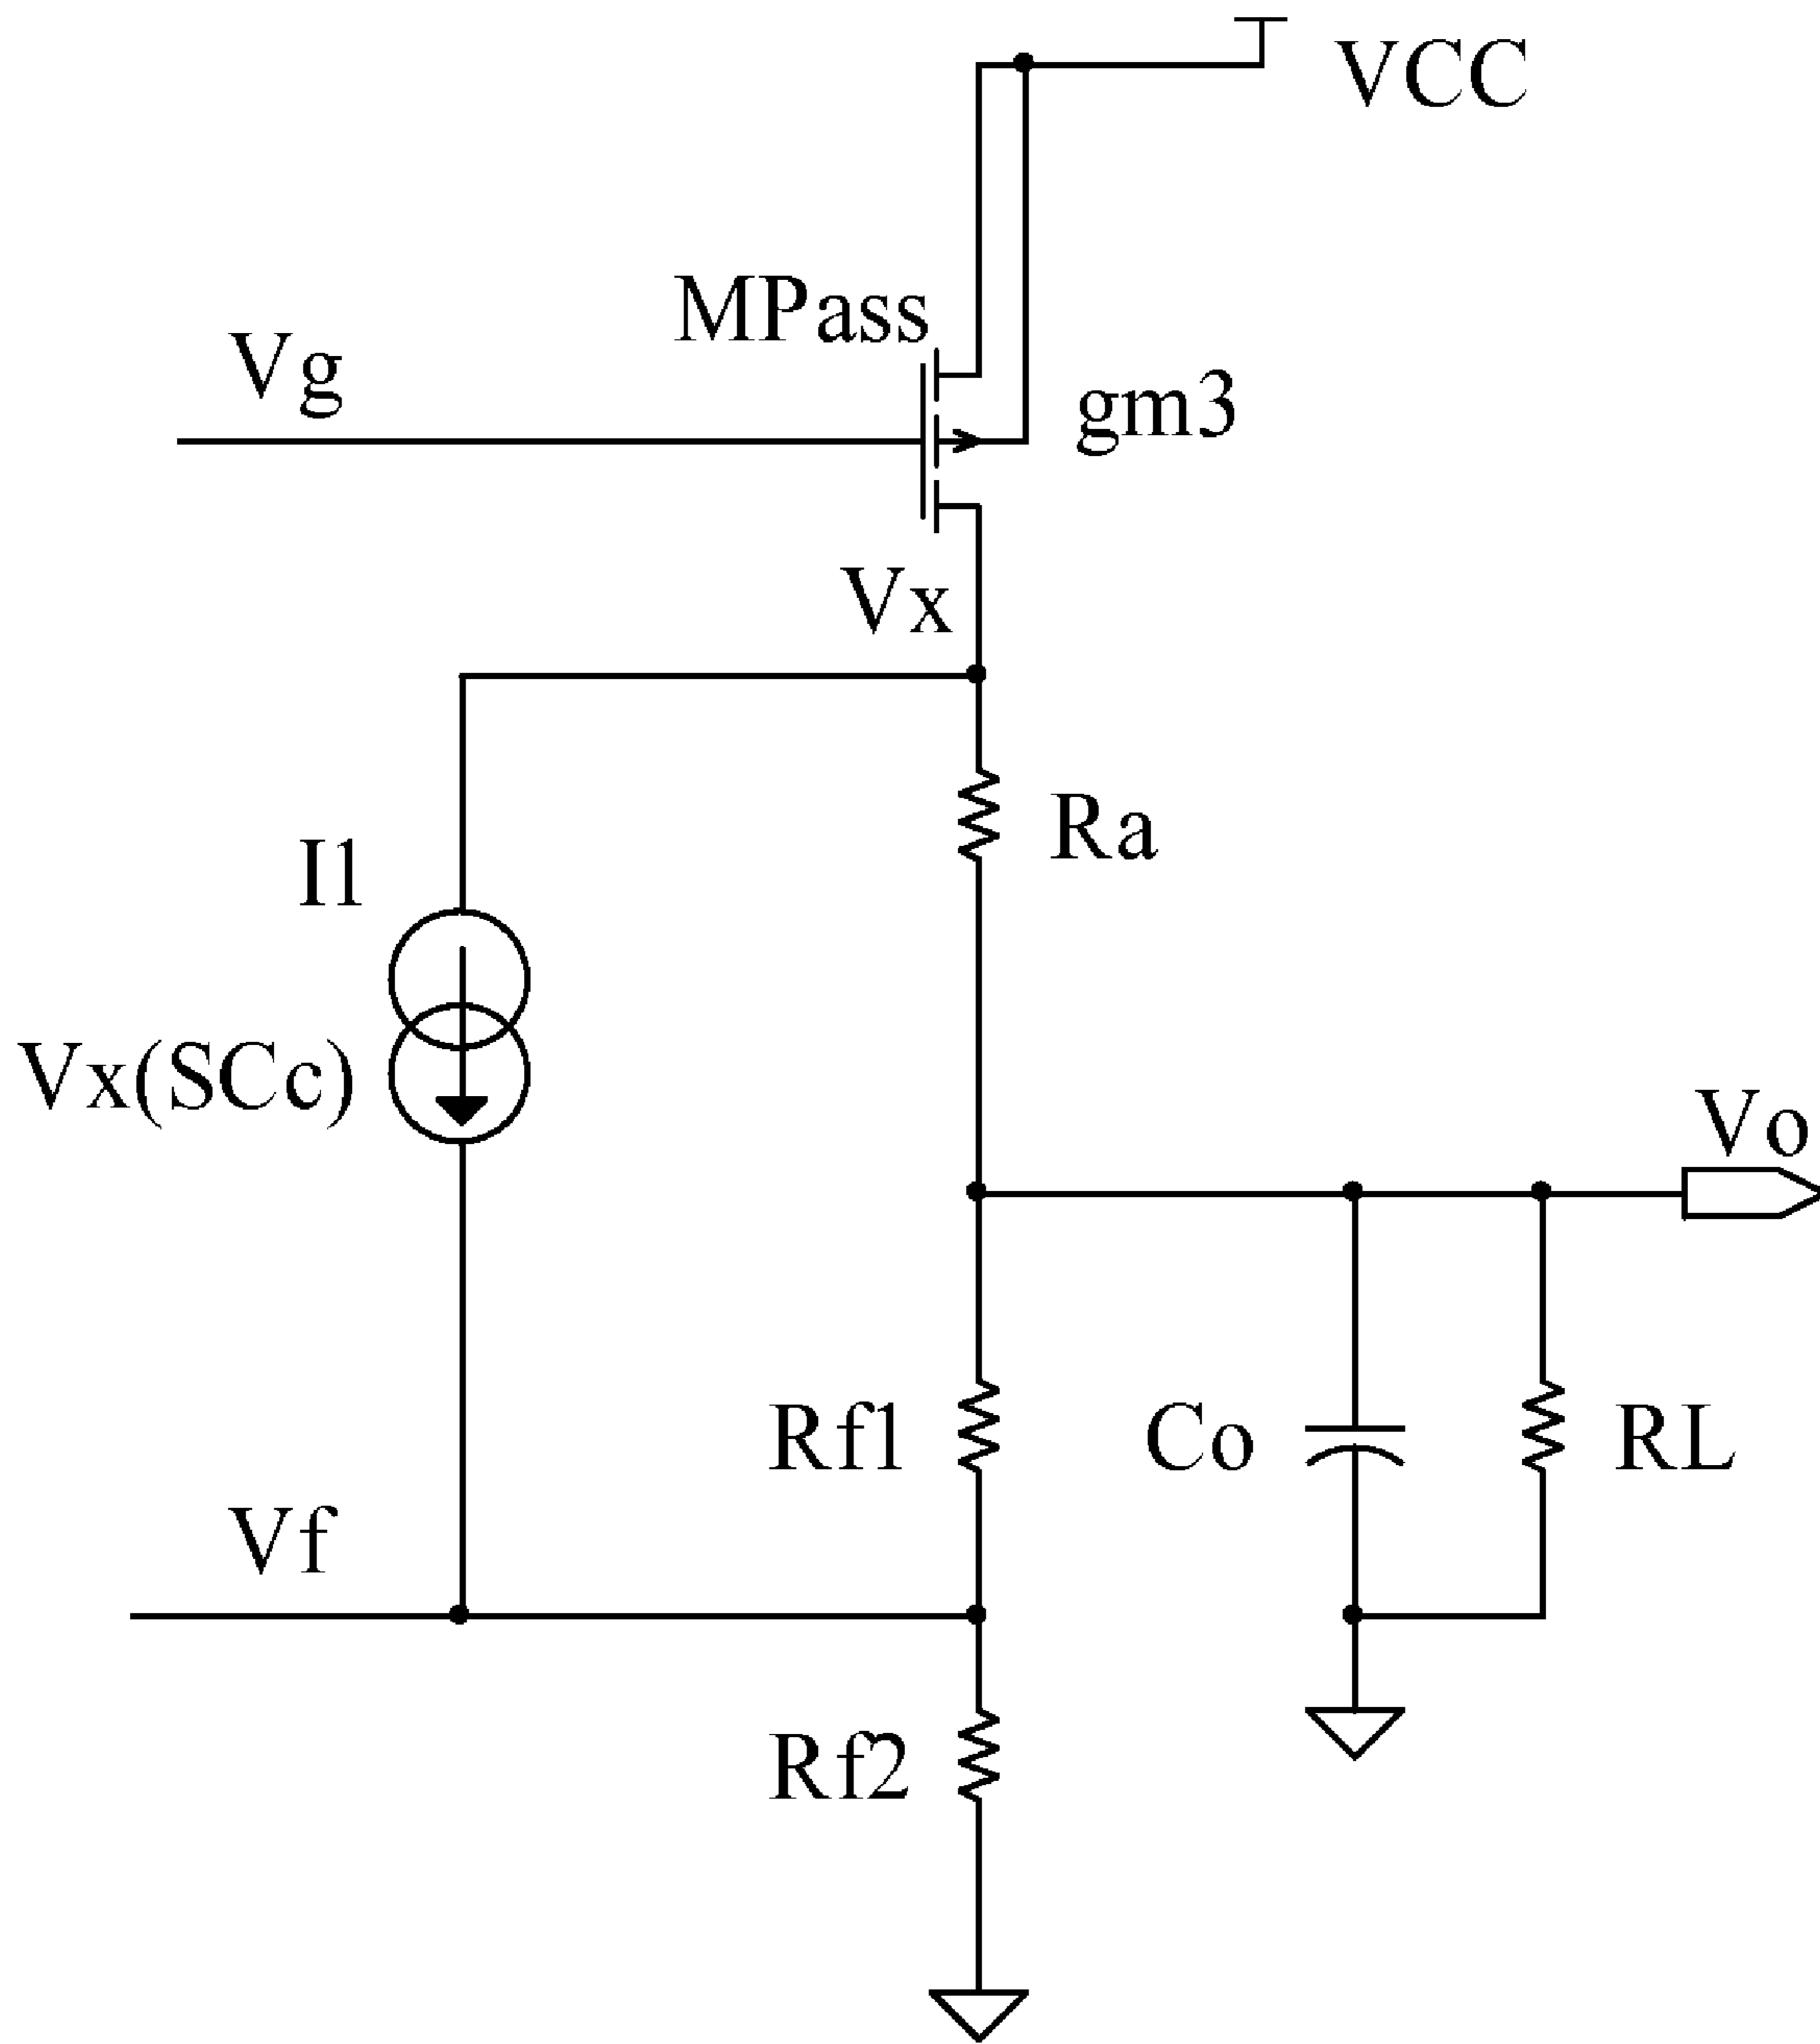 VCC
MPass
Vg
gm3
Vx
Ra
I1
Vx(SCc)
Vo
Rf1
Co
RL
Vf
Rf2